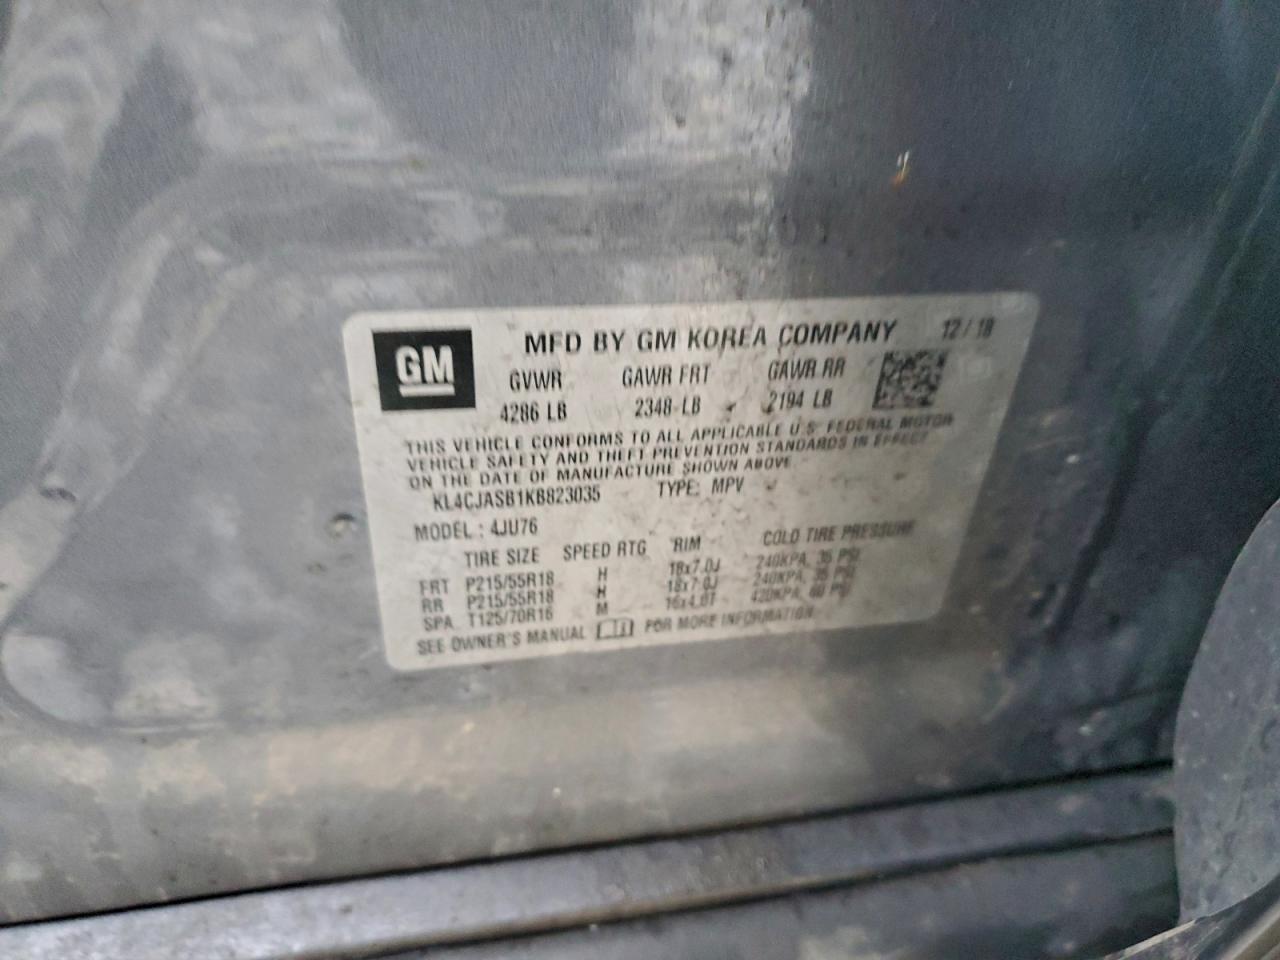 GM
MFD BY GM KOREA COMPANY 12/18
GVWR GAWR FRT GAWR RR
4286 LB 2348 LB 2194 LB
THIS VEHICLE CONFORMS TO ALL APPLICABLE U.S. FEDERAL MOTOR
VEHICLE SAFETY AND THEFT PREVENTION STANDARDS IN EFFECT
ON THE DATE OF MANUFACTURE SHOWN ABOVE
KL4CJASB1KB823035 TYPE: MPV
MODEL : 4JU76
TIRE SIZE SPEED RTG RIM COLD TIRE PRESSURE
FRT P215/55R18 H 18x7.0J 240KPA, 35 PSI
RR P215/55R18 H 18x7.0J 240KPA, 35 PSI
SPA T125/70R16 M 16x4.0T 420KPA, 60 PSI
SEE OWNER'S MANUAL FOR MORE INFORMATION